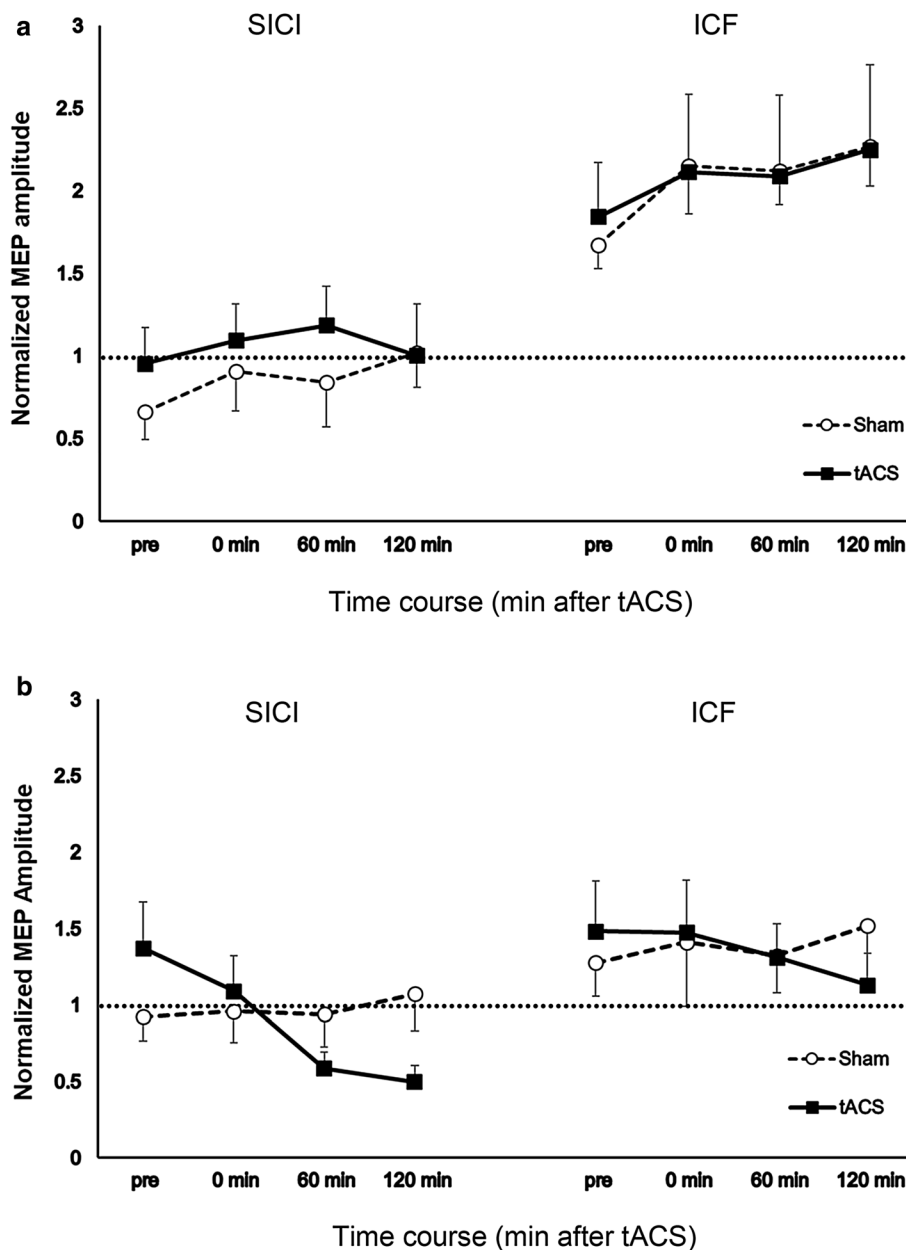 a
SICI ICF
3
2.5
2
1.5
1
0.5
0
Normalized MEP amplitude
Sham
tACS
pre 0 min 60 min 120 min pre 0 min 60 min 120 min
Time course (min after tACS)
b
SICI ICF
3
2.5
2
1.5
1
0.5
0
Normalized MEP Amplitude
Sham
tACS
pre 0 min 60 min 120 min pre 0 min 60 min 120 min
Time course (min after tACS)